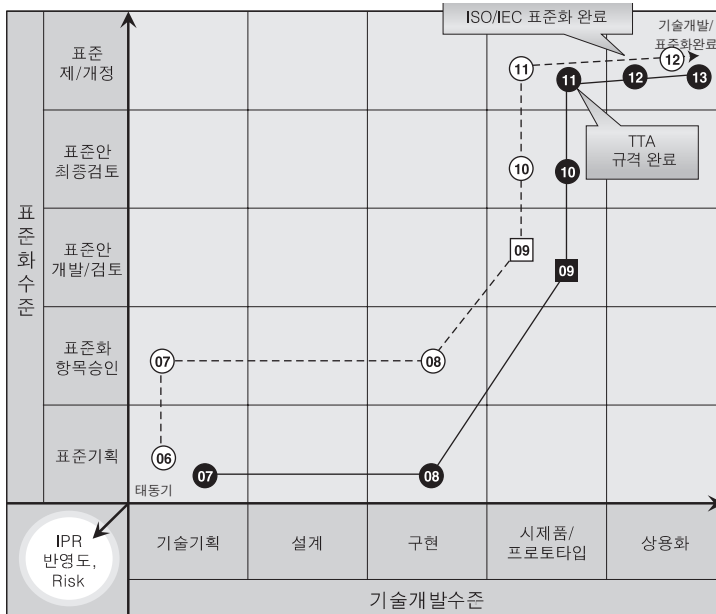 ISO/IEC 표준화 완료
기술개발/
표준화완료
표준
제/개정
11
12
11
12
13
TTA
규격 완료
표준안
최종검토
10
10
표준화수준
표준안
개발/검토
09
09
표준화
항목승인
07
08
표준기획
06
07
08
태동기
IPR
반영도,
Risk
기술기획
설계
구현
시제품/
프로토타입
상용화
기술개발수준